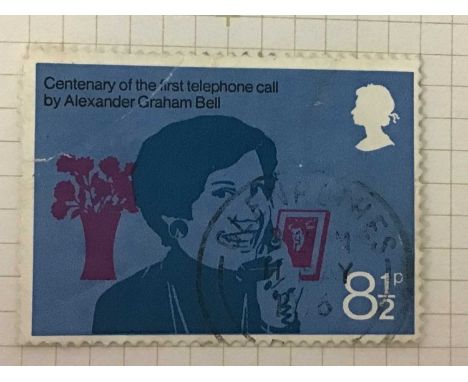 Centenary of the first telephone call
by Alexander Graham Bell
8½p